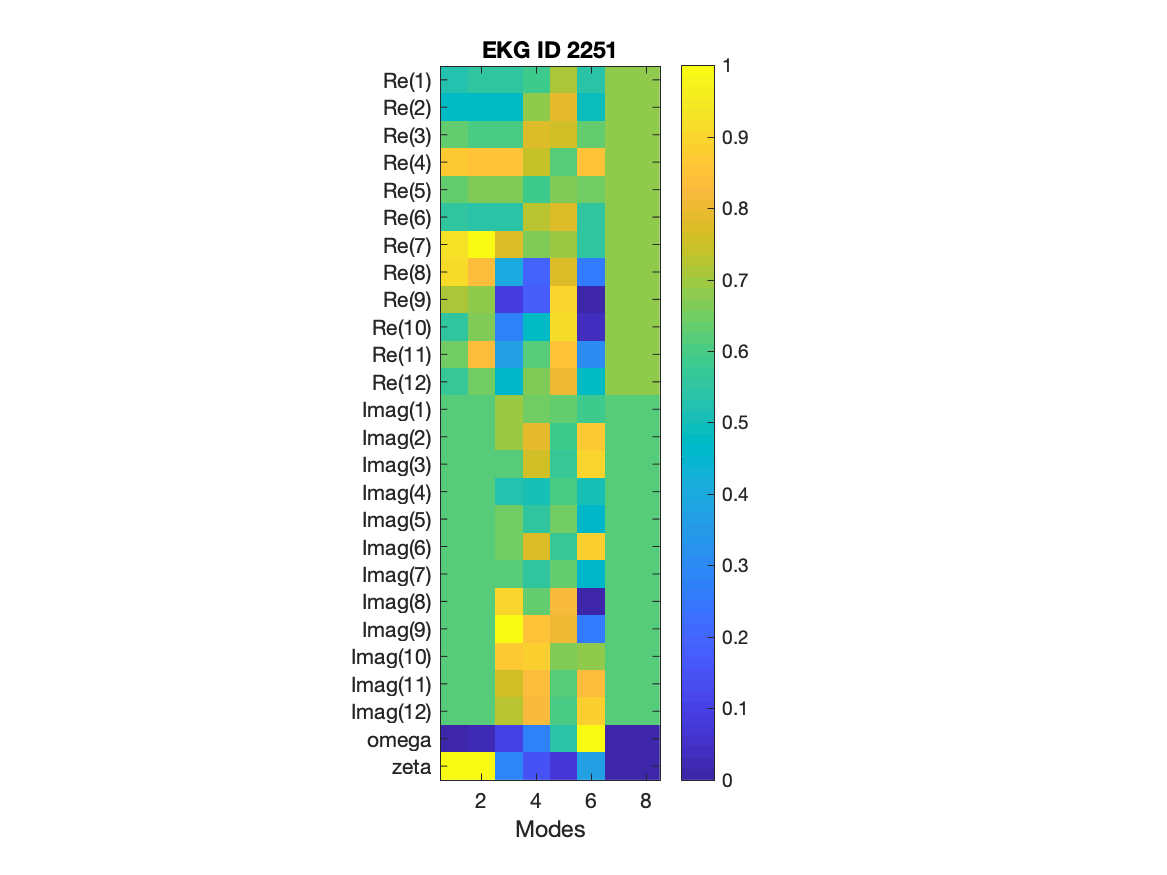 EKG ID 2251
Re(1)
Re(2)
Re(3)
Re(4)
Re(5)
Re(6)
Re(7)
Re(8)
Re(9)
Re(10)
Re(11)
Re(12)
Imag(1)
Imag(2)
Imag(3)
Imag(4)
Imag(5)
Imag(6)
Imag(7)
Imag(8)
Imag(9)
Imag(10)
Imag(11)
Imag(12)
omega
zeta
2 4 6 8
Modes
1
0.9
0.8
0.7
0.6
0.5
0.4
0.3
0.2
0.1
0